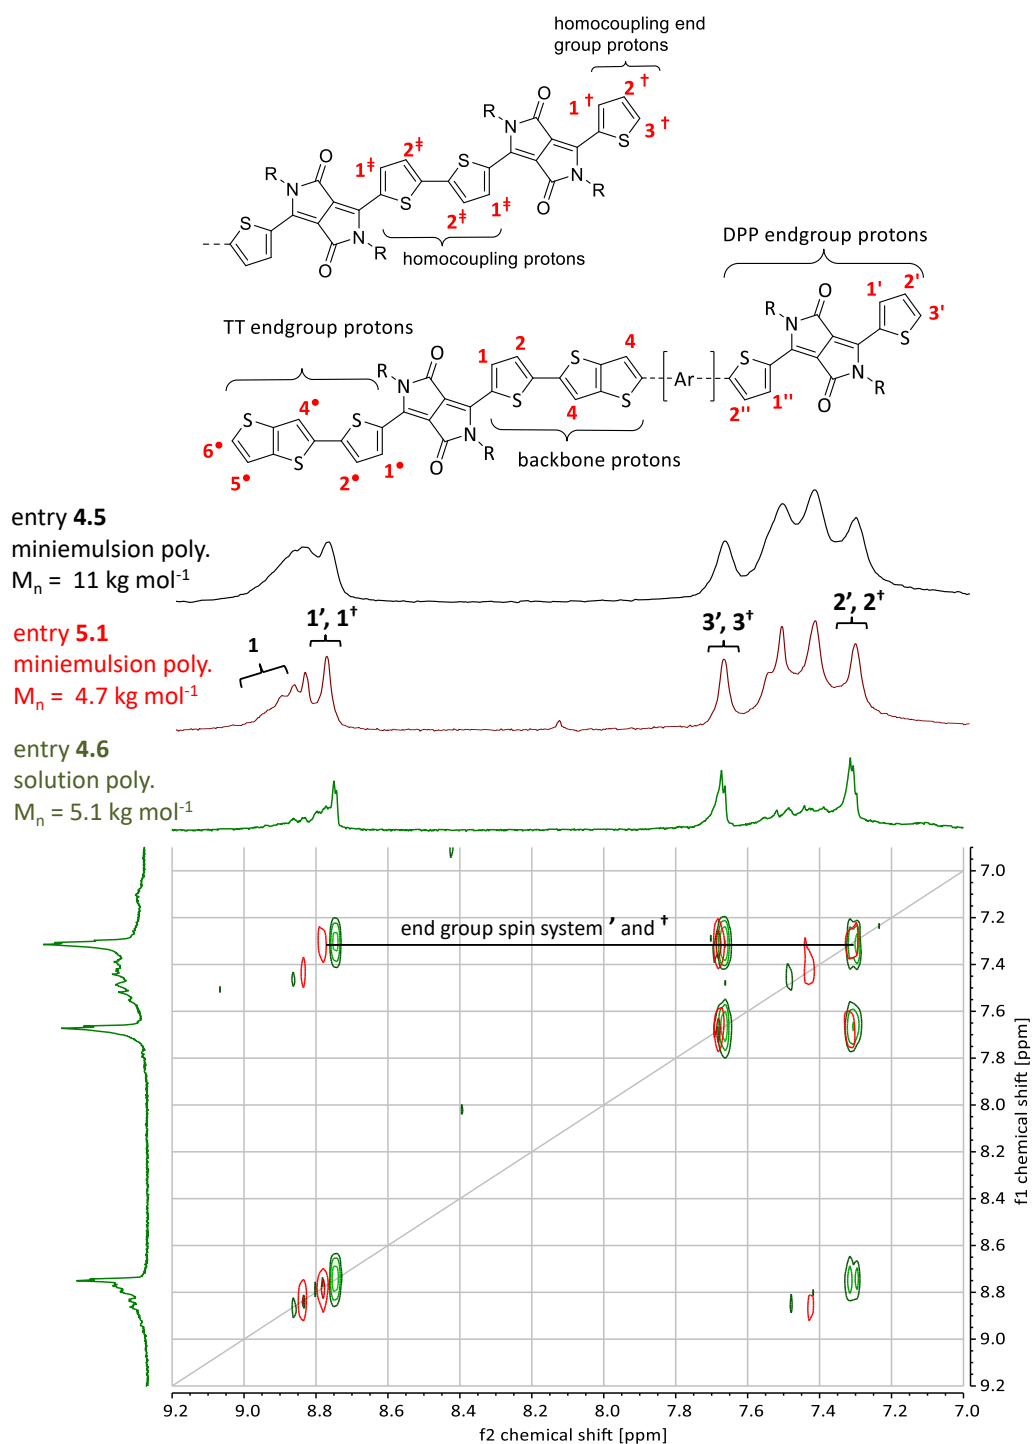 homocoupling end
group protons
O
R
N
1 †
2 †
S
3 †
O
R
N
1‡
2‡
S
S
2‡
1‡
O
N
R
S
N
R
O
homocoupling protons
DPP endgroup protons
O
R
N
1'
2'
S
3'
TT endgroup protons
O
R
N
1
2
S
4
Ar
S
N
R
O
4•
S
S
S
4
S
2''
1''
6•
S
O
N
R
5•
2•
1•
backbone protons
entry 4.5
miniemulsion poly.
Mn = 11 kg mol-1
entry 5.1
miniemulsion poly.
Mn = 4.7 kg mol-1
1
1’, 1†
3’, 3†
2’, 2†
entry 4.6
solution poly.
Mn = 5.1 kg mol-1
end group spin system ’ and †
7.0
7.2
7.4
7.6
7.8
8.0
8.2
8.4
8.6
8.8
9.0
9.2
f1 chemical shift [ppm]
9.2 9.0 8.8 8.6 8.4 8.2 8.0 7.8 7.6 7.4 7.2 7.0
f2 chemical shift [ppm]